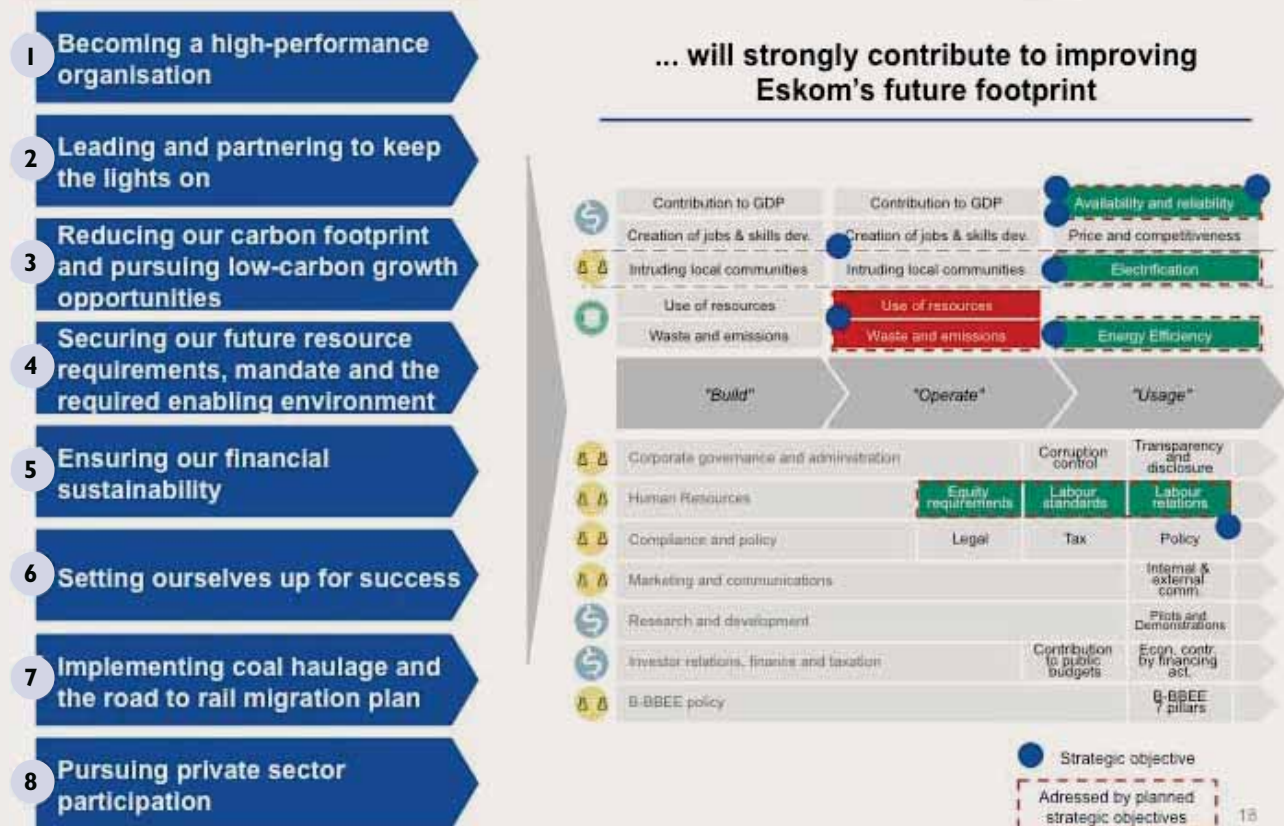 1
Becoming a high-performance
organisation
2
Leading and partnering to keep
the lights on
3
Reducing our carbon footprint
and pursuing low-carbon growth
opportunities
4
Securing our future resource
requirements, mandate and the
required enabling environment
5
Ensuring our financial
sustainability
6
Setting ourselves up for success
7
Implementing coal haulage and
the road to rail migration plan
8
Pursuing private sector
participation
... will strongly contribute to improving
Eskom's future footprint
Contribution to GDP
Contribution to GDP
Availability and reliability
Creation of jobs & skills dev.
Creation of jobs & skills dev.
Price and competitiveness
Intruding local communities
Intruding local communities
Electrification
Use of resources
Use of resources
Waste and emissions
Waste and emissions
Energy Efficiency
"Build"
"Operate"
"Usage"
Corporate governance and administration
Corruption
control
Transparency
and
disclosure
Human Resources
Equity
requirements
Labour
standards
Labour
relations
Compliance and policy
Legal
Tax
Policy
Marketing and communications
Internal &
external
comm.
Research and development
Pilots and
Demonstrations
Investor relations, finance and taxation
Contribution
to public
budgets
Econ. contr.
by financing
act.
B-BBEE policy
B-BBEE
7 pillars
Strategic objective
Adressed by planned
strategic objectives
18